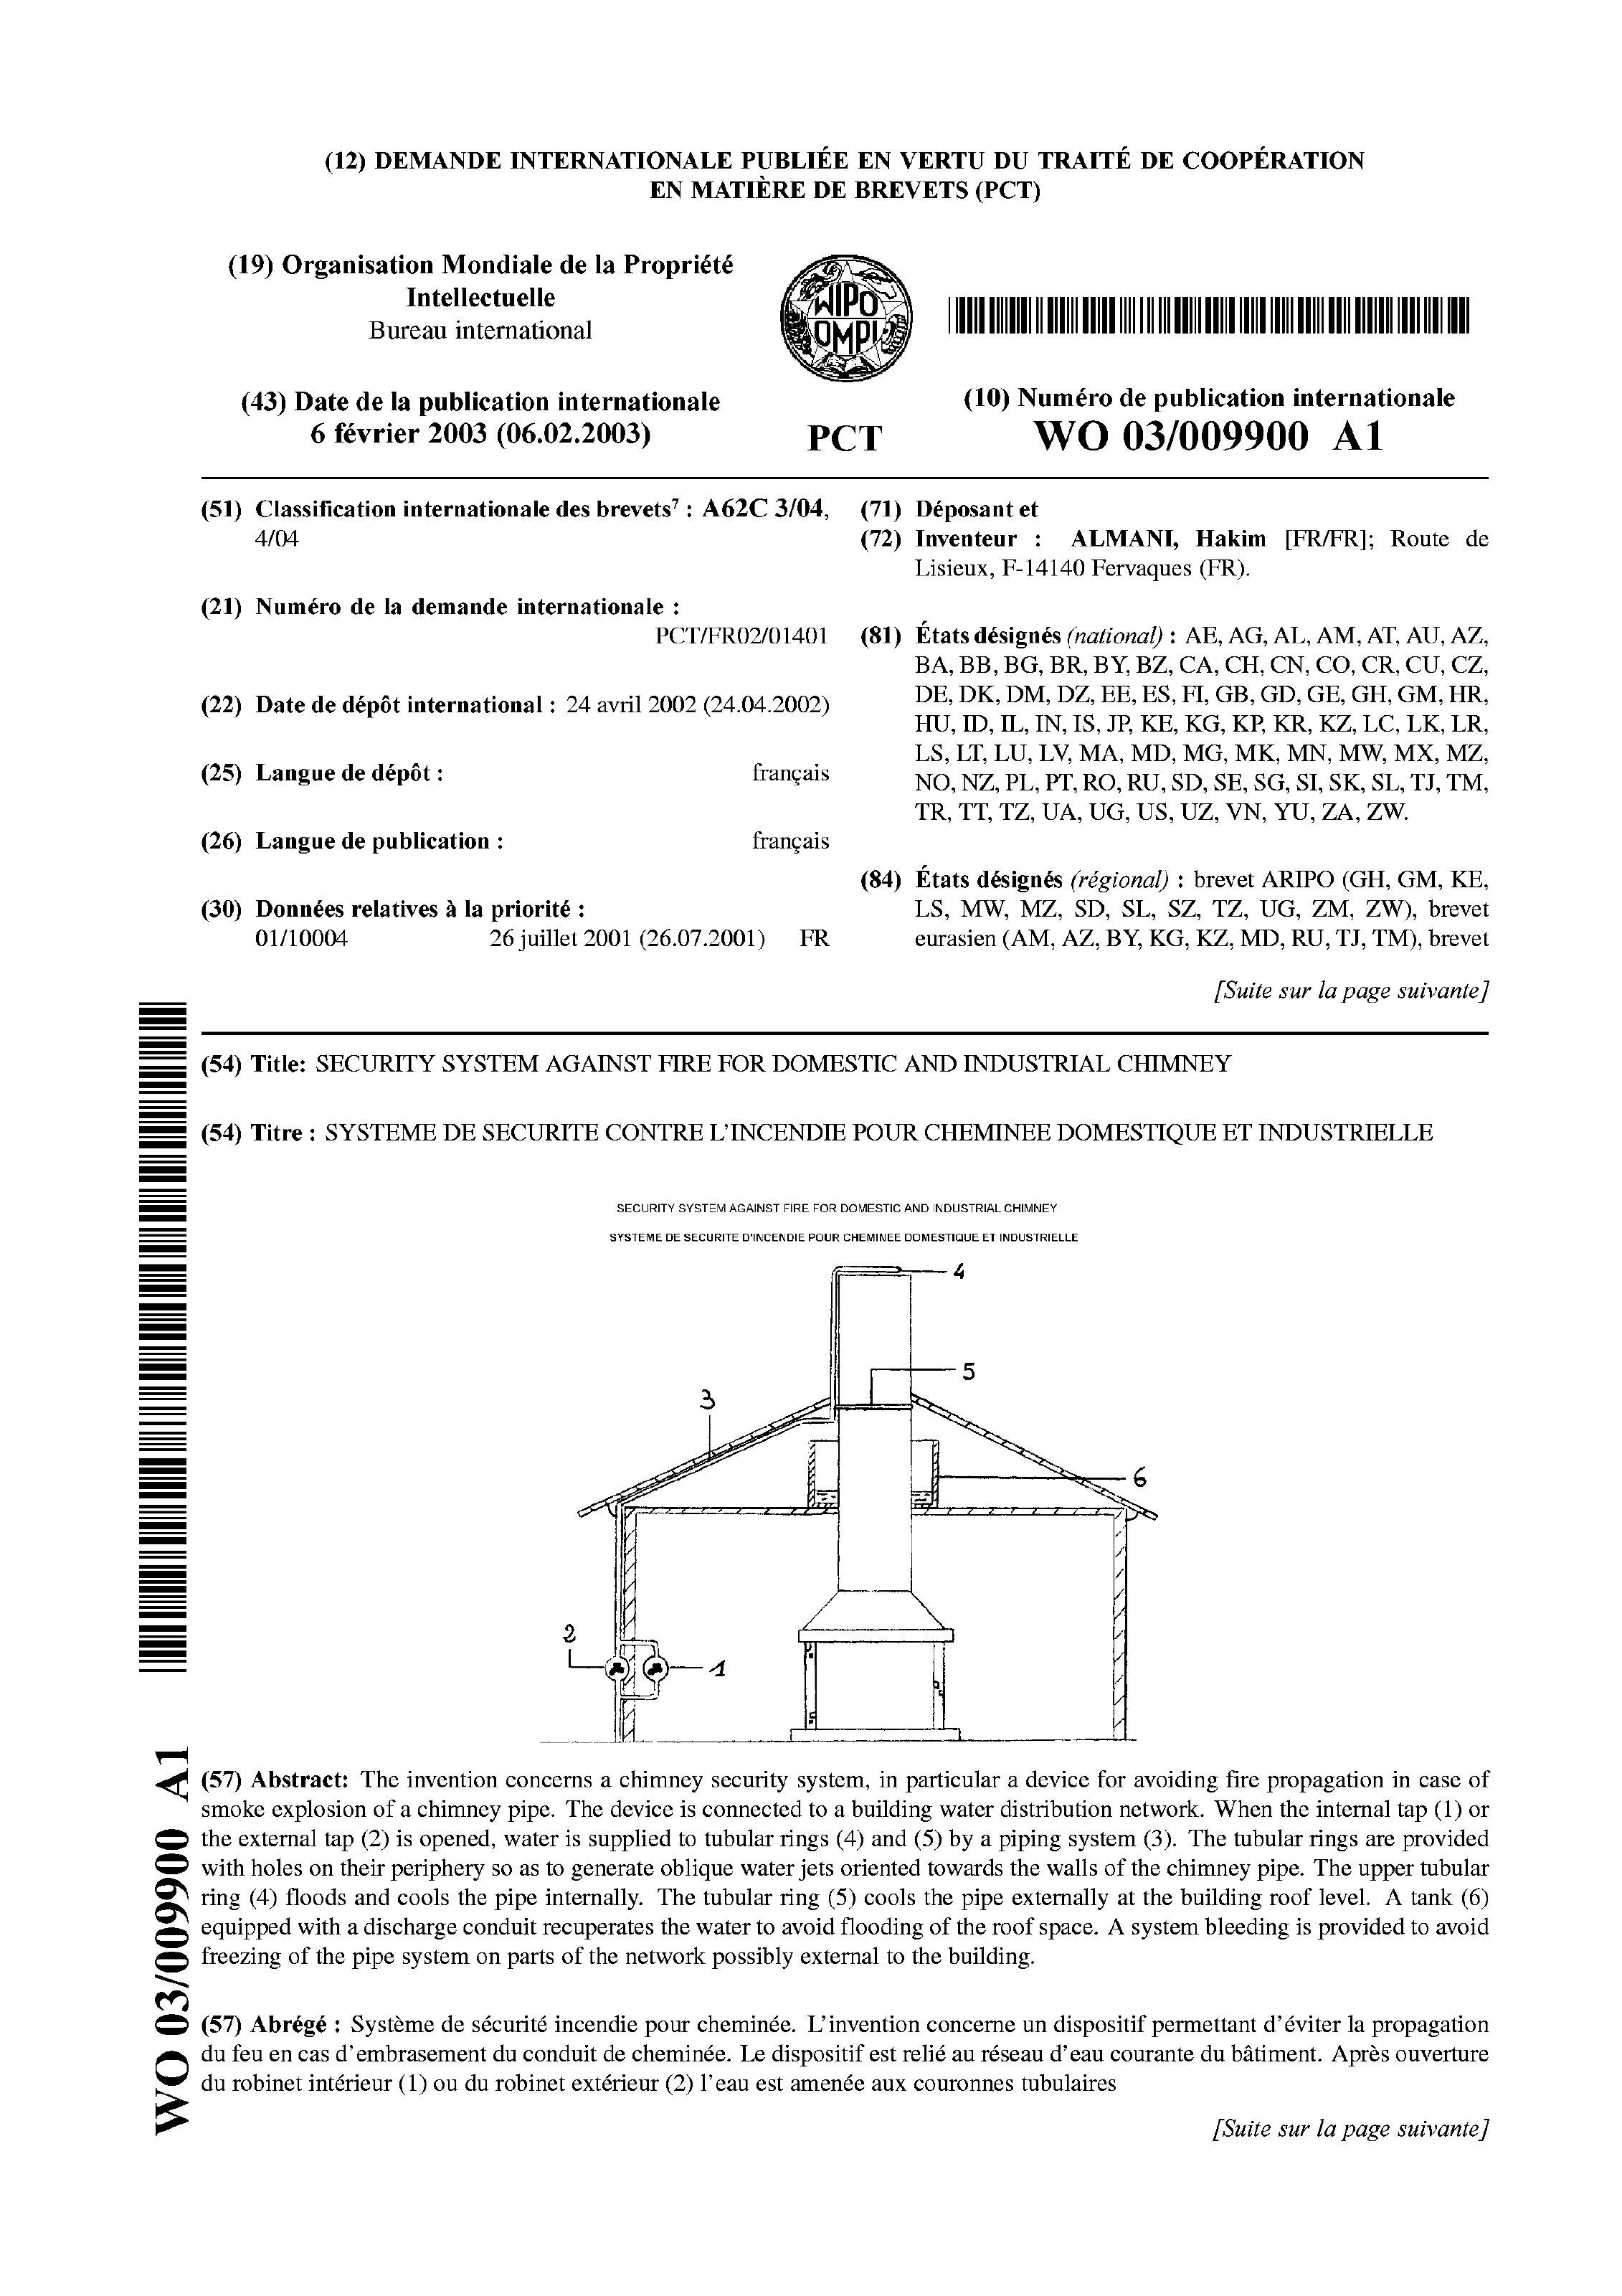 (12) DEMANDE INTERNATIONALE PUBLIÉE EN VERTU DU TRAITÉ DE COOPÉRATION
EN MATIÈRE DE BREVETS (PCT)
(19) Organisation Mondiale de la Propriété
Intellectuelle
Bureau international
WIPO
OMPI
(43) Date de la publication internationale
6 février 2003 (06.02.2003)
PCT
(10) Numéro de publication internationale
WO 03/009900 A1
(51) Classification internationale des brevets⁷ : A62C 3/04,
4/04
(21) Numéro de la demande internationale :
PCT/FR02/01401
(22) Date de dépôt international : 24 avril 2002 (24.04.2002)
(25) Langue de dépôt : français
(26) Langue de publication : français
(30) Données relatives à la priorité :
01/10004 26 juillet 2001 (26.07.2001) FR
(71) Déposant et
(72) Inventeur : ALMANI, Hakim [FR/FR]; Route de
Lisieux, F-14140 Fervaques (FR).
(81) États désignés (national) : AE, AG, AL, AM, AT, AU, AZ,
BA, BB, BG, BR, BY, BZ, CA, CH, CN, CO, CR, CU, CZ,
DE, DK, DM, DZ, EE, ES, FI, GB, GD, GE, GH, GM, HR,
HU, ID, IL, IN, IS, JP, KE, KG, KP, KR, KZ, LC, LK, LR,
LS, LT, LU, LV, MA, MD, MG, MK, MN, MW, MX, MZ,
NO, NZ, PL, PT, RO, RU, SD, SE, SG, SI, SK, SL, TJ, TM,
TR, TT, TZ, UA, UG, US, UZ, VN, YU, ZA, ZW.
(84) États désignés (régional) : brevet ARIPO (GH, GM, KE,
LS, MW, MZ, SD, SL, SZ, TZ, UG, ZM, ZW), brevet
eurasien (AM, AZ, BY, KG, KZ, MD, RU, TJ, TM), brevet
[Suite sur la page suivante]
(54) Title: SECURITY SYSTEM AGAINST FIRE FOR DOMESTIC AND INDUSTRIAL CHIMNEY
(54) Titre : SYSTEME DE SECURITE CONTRE L'INCENDIE POUR CHEMINEE DOMESTIQUE ET INDUSTRIELLE
SECURITY SYSTEM AGAINST FIRE FOR DOMESTIC AND INDUSTRIAL CHIMNEY
SYSTEME DE SECURITE D'INCENDIE POUR CHEMINEE DOMESTIQUE ET INDUSTRIELLE
4
5
3
6
2
1
(57) Abstract: The invention concerns a chimney security system, in particular a device for avoiding fire propagation in case of
smoke explosion of a chimney pipe. The device is connected to a building water distribution network. When the internal tap (1) or
the external tap (2) is opened, water is supplied to tubular rings (4) and (5) by a piping system (3). The tubular rings are provided
with holes on their periphery so as to generate oblique water jets oriented towards the walls of the chimney pipe. The upper tubular
ring (4) floods and cools the pipe internally. The tubular ring (5) cools the pipe externally at the building roof level. A tank (6)
equipped with a discharge conduit recuperates the water to avoid flooding of the roof space. A system bleeding is provided to avoid
freezing of the pipe system on parts of the network possibly external to the building.
(57) Abrégé : Système de sécurité incendie pour cheminée. L'invention concerne un dispositif permettant d'éviter la propagation
du feu en cas d'embrasement du conduit de cheminée. Le dispositif est relié au réseau d'eau courante du bâtiment. Après ouverture
du robinet intérieur (1) ou du robinet extérieur (2) l'eau est amenée aux couronnes tubulaires
[Suite sur la page suivante]
WO 03/009900 A1